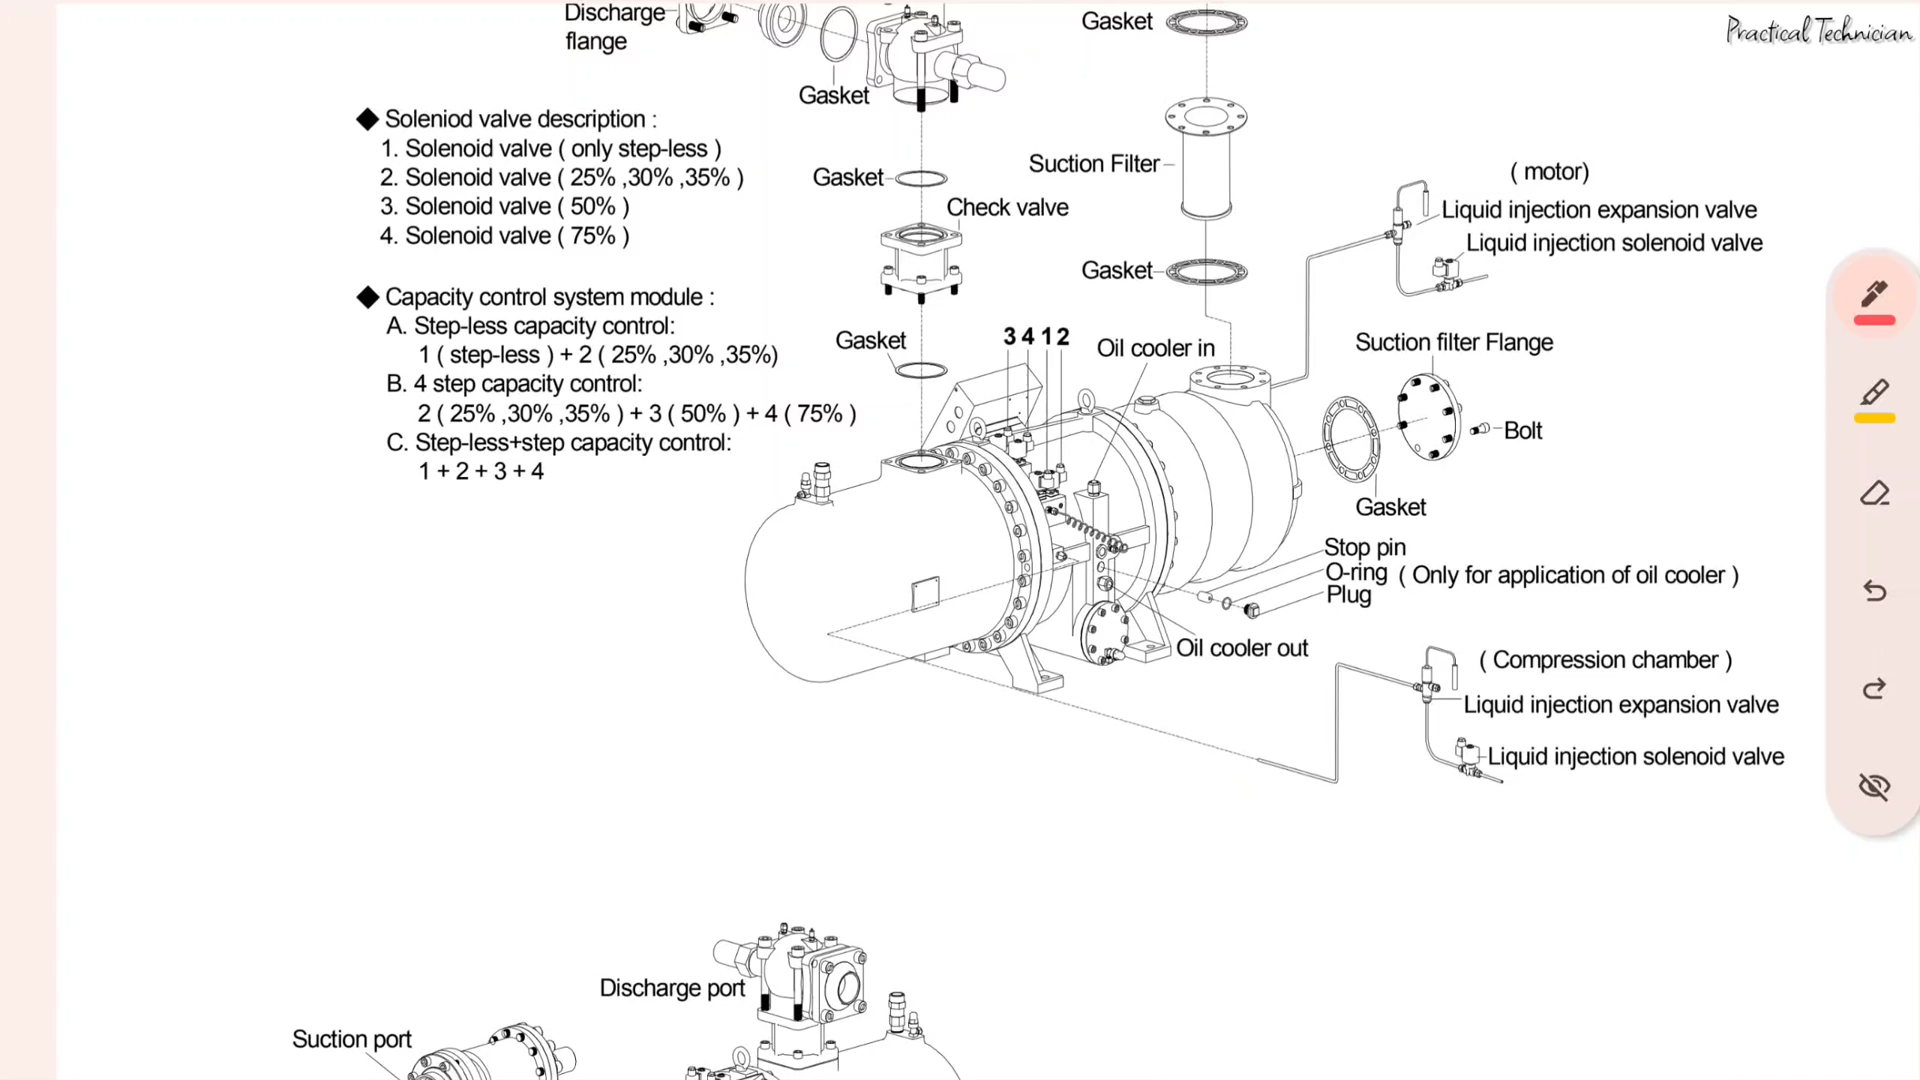 Discharge
flange
Gasket
Gasket
Practical Technician
◆ Soleniod valve description :
1. Solenoid valve ( only step-less )
2. Solenoid valve ( 25% ,30% ,35% )
3. Solenoid valve ( 50% )
4. Solenoid valve ( 75% )
◆ Capacity control system module :
A. Step-less capacity control:
1 ( step-less ) + 2 ( 25% ,30% ,35%)
B. 4 step capacity control:
2 ( 25% ,30% ,35% ) + 3 ( 50% ) + 4 ( 75% )
C. Step-less+step capacity control:
1 + 2 + 3 + 4
Gasket
Check valve
Gasket
Suction Filter
Gasket
3 4 1 2
Oil cooler in
( motor)
Liquid injection expansion valve
Liquid injection solenoid valve
Suction filter Flange
Bolt
Gasket
Stop pin
O-ring ( Only for application of oil cooler )
Plug
Oil cooler out
( Compression chamber )
Liquid injection expansion valve
Liquid injection solenoid valve
Discharge port
Suction port